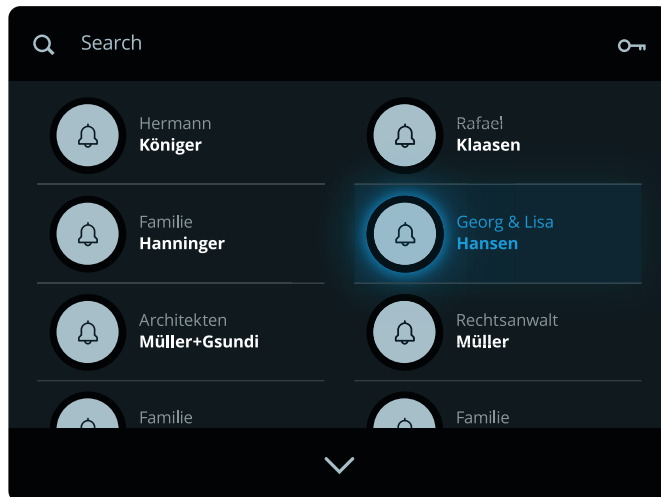 Search
Hermann
Königer
Rafael
Klaasen
Familie
Hanninger
Georg & Lisa
Hansen
Architekten
Müller+Gsundi
Rechtsanwalt
Müller
Familie
Familie